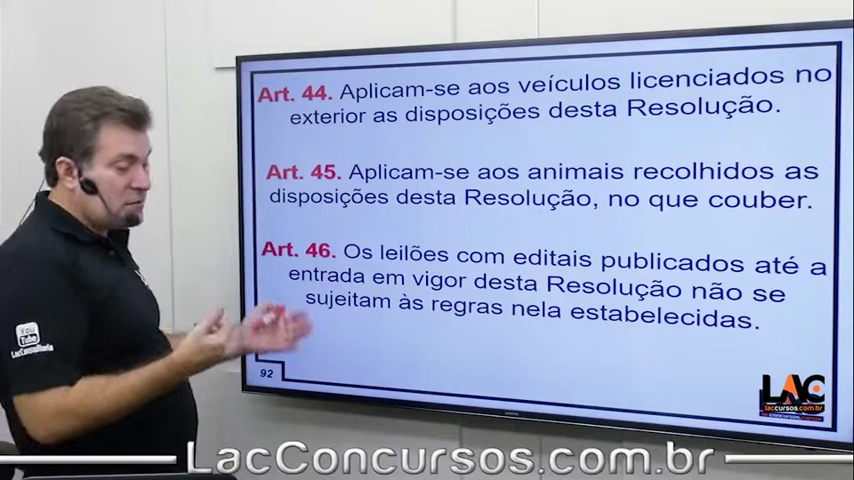 Art. 44. Aplicam-se aos veículos licenciados no
exterior as disposições desta Resolução.
Art. 45. Aplicam-se aos animais recolhidos as
disposições desta Resolução, no que couber.
Art. 46. Os leilões com editais publicados até a
entrada em vigor desta Resolução não se
sujeitam às regras nela estabelecidas.
92
LAC
laccursos.com.br
You
Tube
LacConcursos.com.br